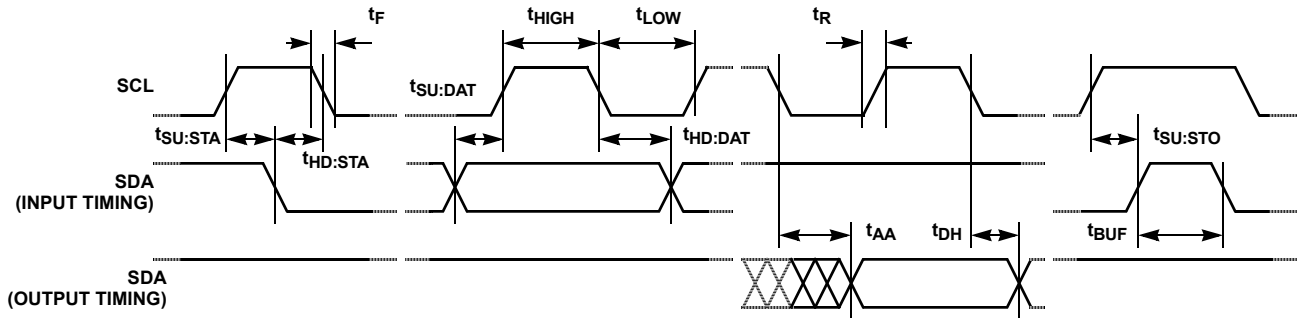 tF
tHIGH
tLOW
tR
SCL
tSU:DAT
tSU:STA
tHD:STA
tHD:DAT
tSU:STO
SDA
(INPUT TIMING)
tAA
tDH
tBUF
SDA
(OUTPUT TIMING)